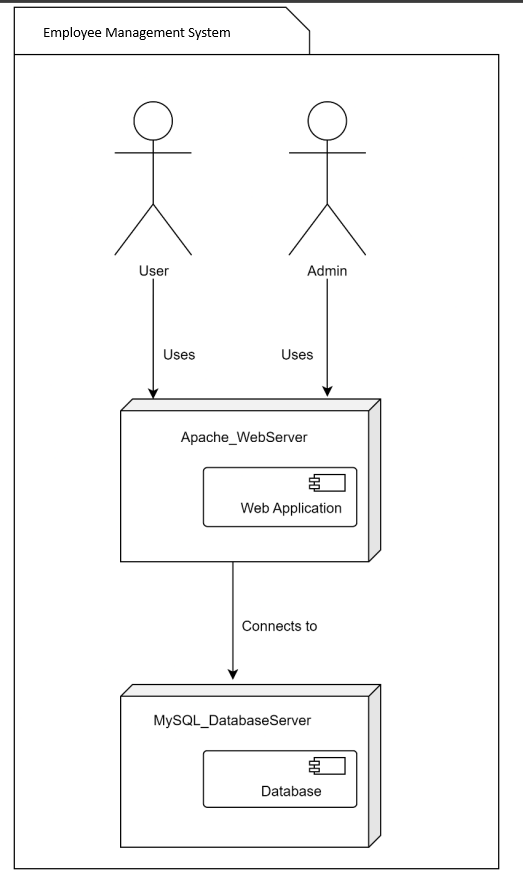 Employee Management System
User
Admin
Uses
Uses
Apache_WebServer
Web Application
Connects to
MySQL_DatabaseServer
Database